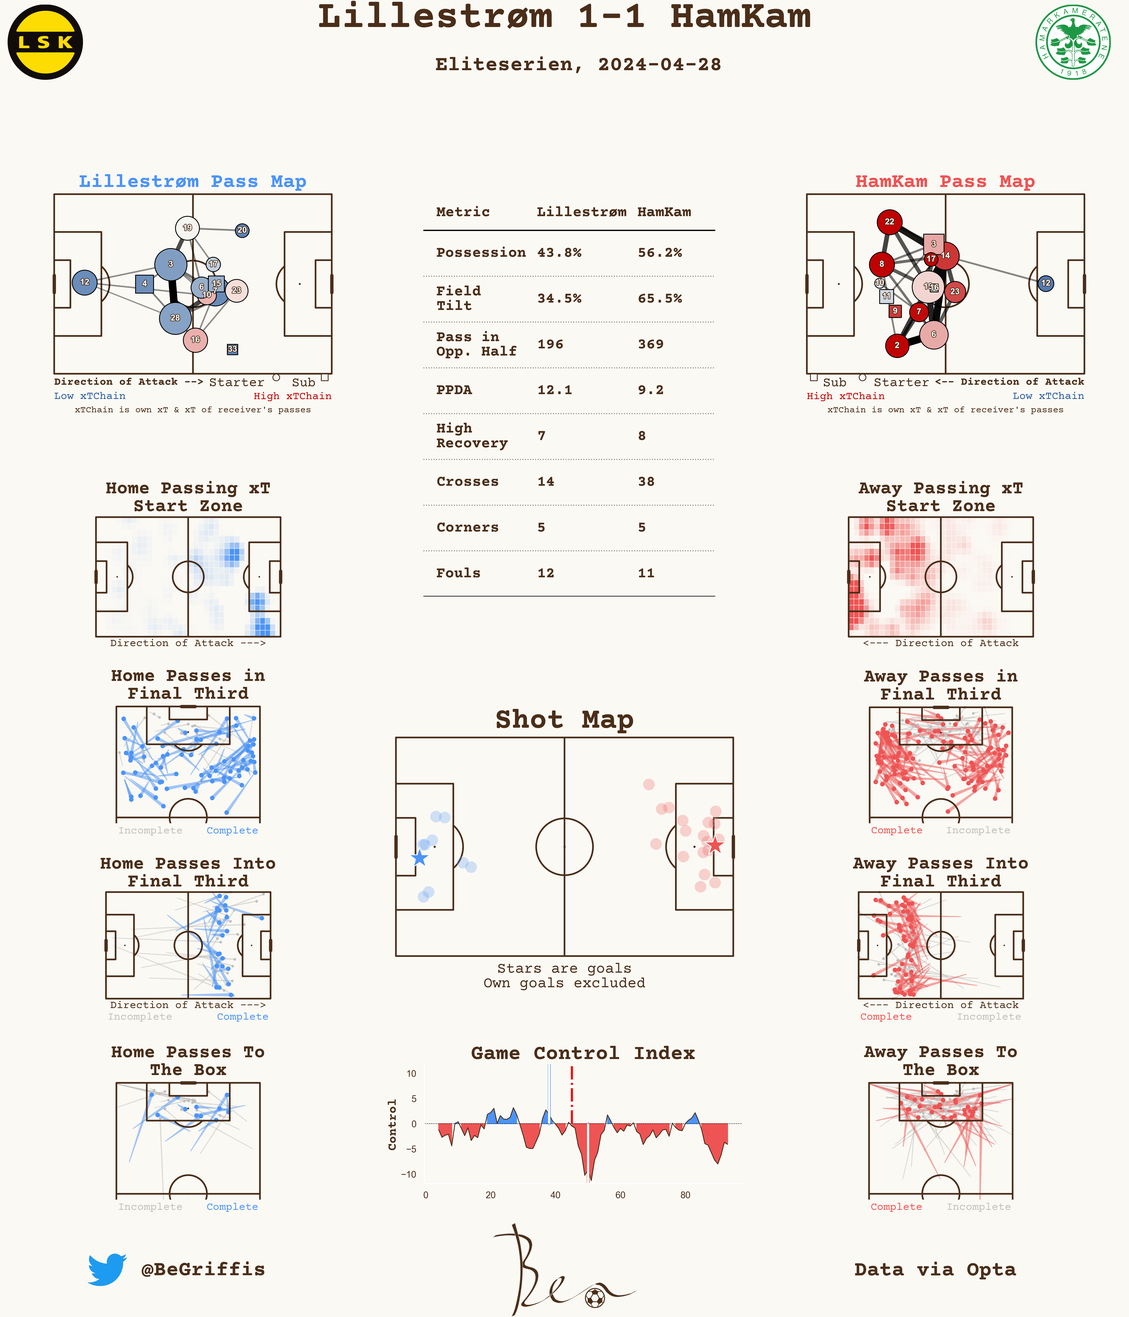 Lillestrøm 1-1 HamKam
Eliteserien, 2024-04-28
LSK
HAMARKAMERATENE
1918
Lillestrøm Pass Map
12
4
3
28
19
20
17
6
15
10
23
16
33
Direction of Attack --> Starter Sub
Low xTChain High xTChain
xTChain is own xT & xT of receiver's passes
Metric Lillestrøm HamKam
Possession 43.8% 56.2%
Field
Tilt 34.5% 65.5%
Pass in
Opp. Half 196 369
PPDA 12.1 9.2
High
Recovery 7 8
Crosses 14 38
Corners 5 5
Fouls 12 11
HamKam Pass Map
22
3
14
17
8
11
9
7
23
2
6
12
Sub Starter <-- Direction of Attack
High xTChain Low xTChain
xTChain is own xT & xT of receiver's passes
Home Passing xT
Start Zone
Direction of Attack --->
Away Passing xT
Start Zone
<--- Direction of Attack
Home Passes in
Final Third
Incomplete Complete
Away Passes in
Final Third
Complete Incomplete
Shot Map
Stars are goals
Own goals excluded
Home Passes Into
Final Third
Direction of Attack --->
Incomplete Complete
Away Passes Into
Final Third
<--- Direction of Attack
Complete Incomplete
Home Passes To
The Box
Incomplete Complete
Game Control Index
Control
10
5
0
−5
−10
0 20 40 60 80
Away Passes To
The Box
Complete Incomplete
@BeGriffis
Ben
Data via Opta